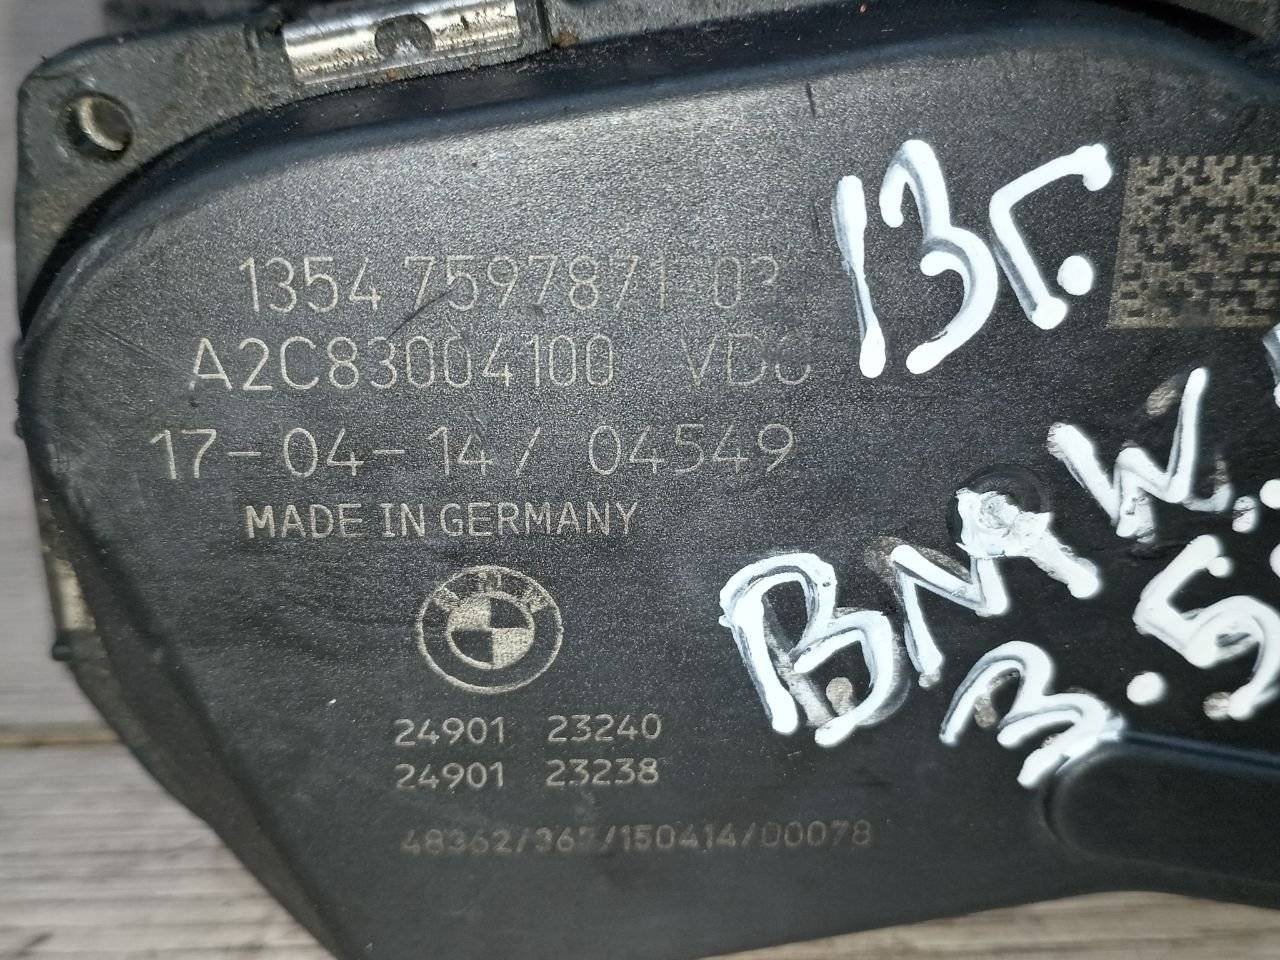 1354 7597871 03
A2C83004100 VDO
17-04-14 / 04549
MADE IN GERMANY
BMW
24901 23240
24901 23238
48362/367/150414/00078
13г.
BMW
3.5